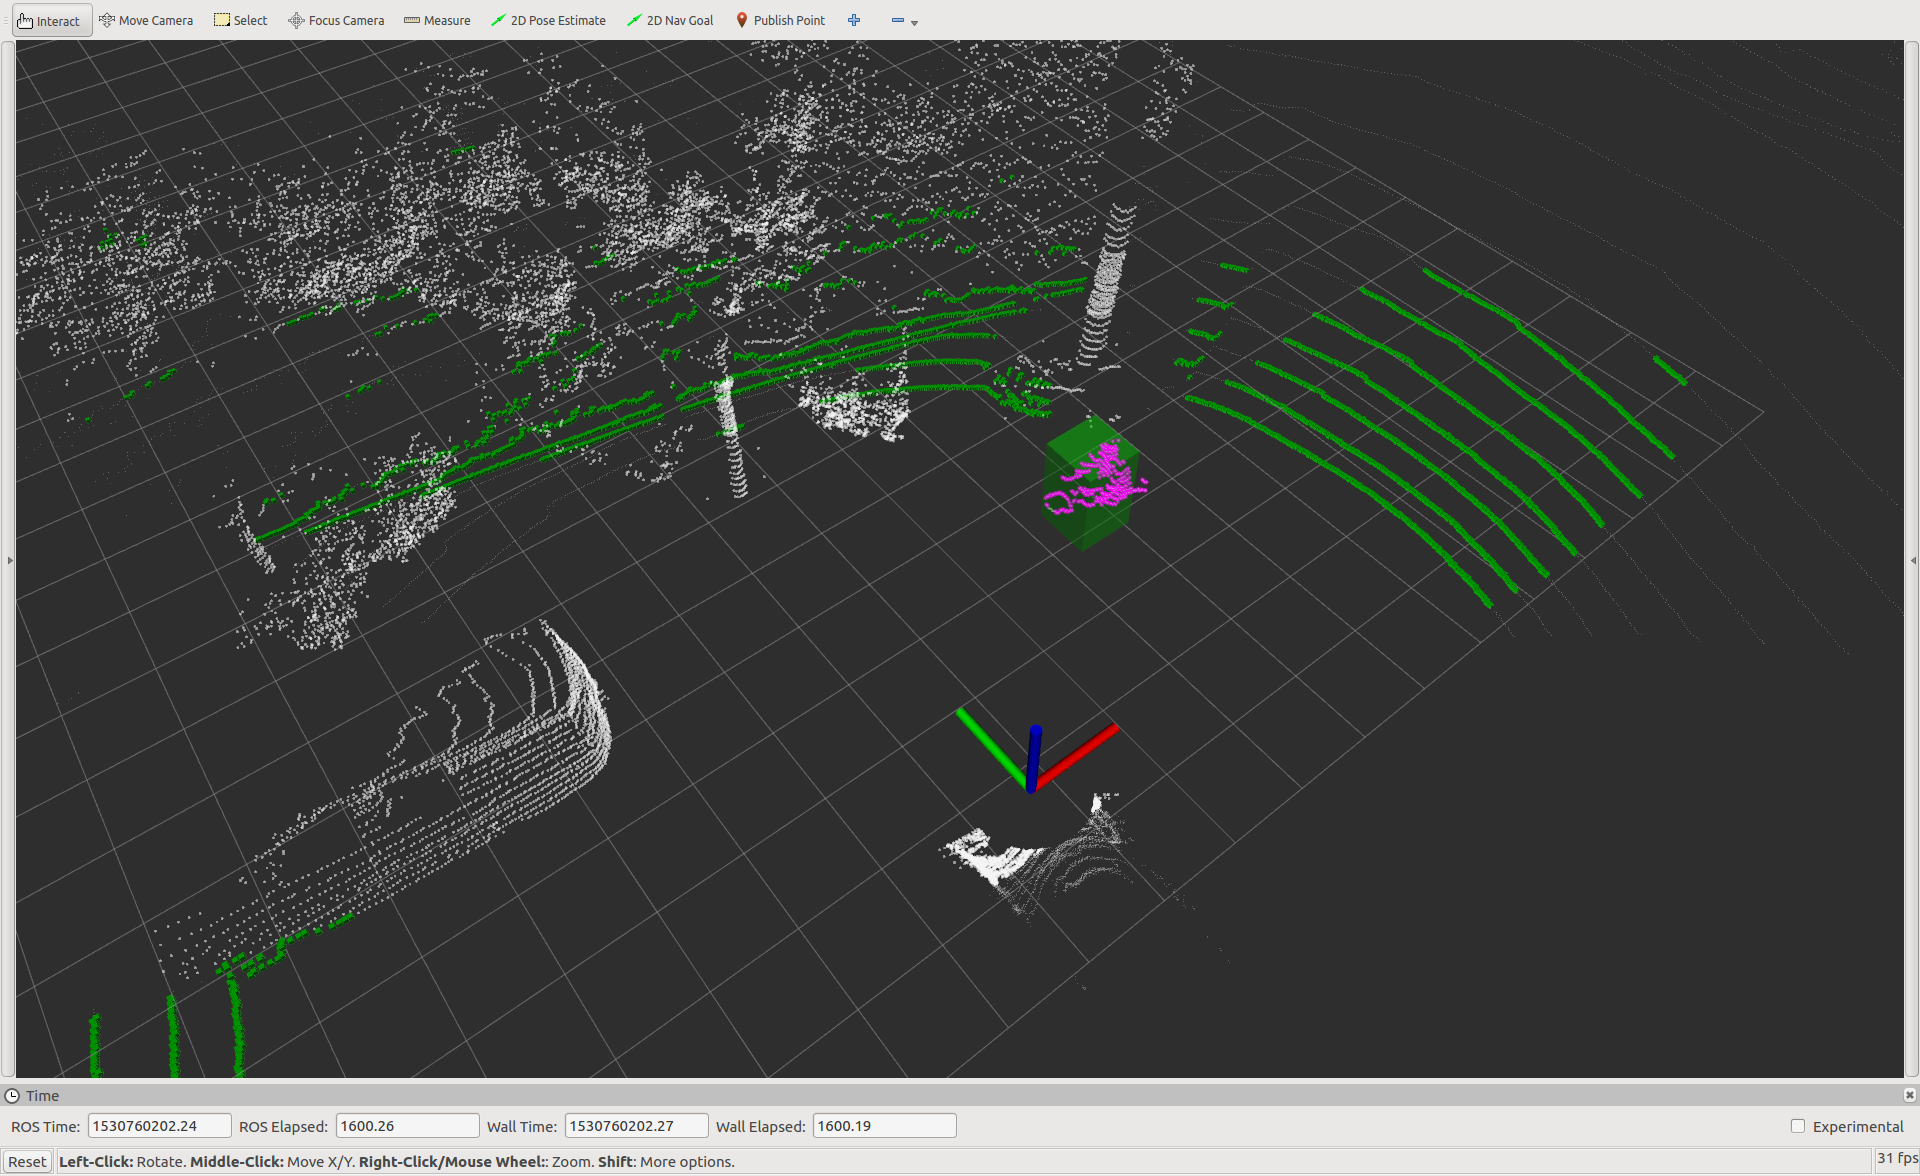 Interact Move Camera Select Focus Camera Measure 2D Pose Estimate 2D Nav Goal Publish Point
Time
ROS Time: 1530760202.24 ROS Elapsed: 1600.26 Wall Time: 1530760202.27 Wall Elapsed: 1600.19 Experimental
Reset Left-Click: Rotate. Middle-Click: Move X/Y. Right-Click/Mouse Wheel:: Zoom. Shift: More options. 31 fps